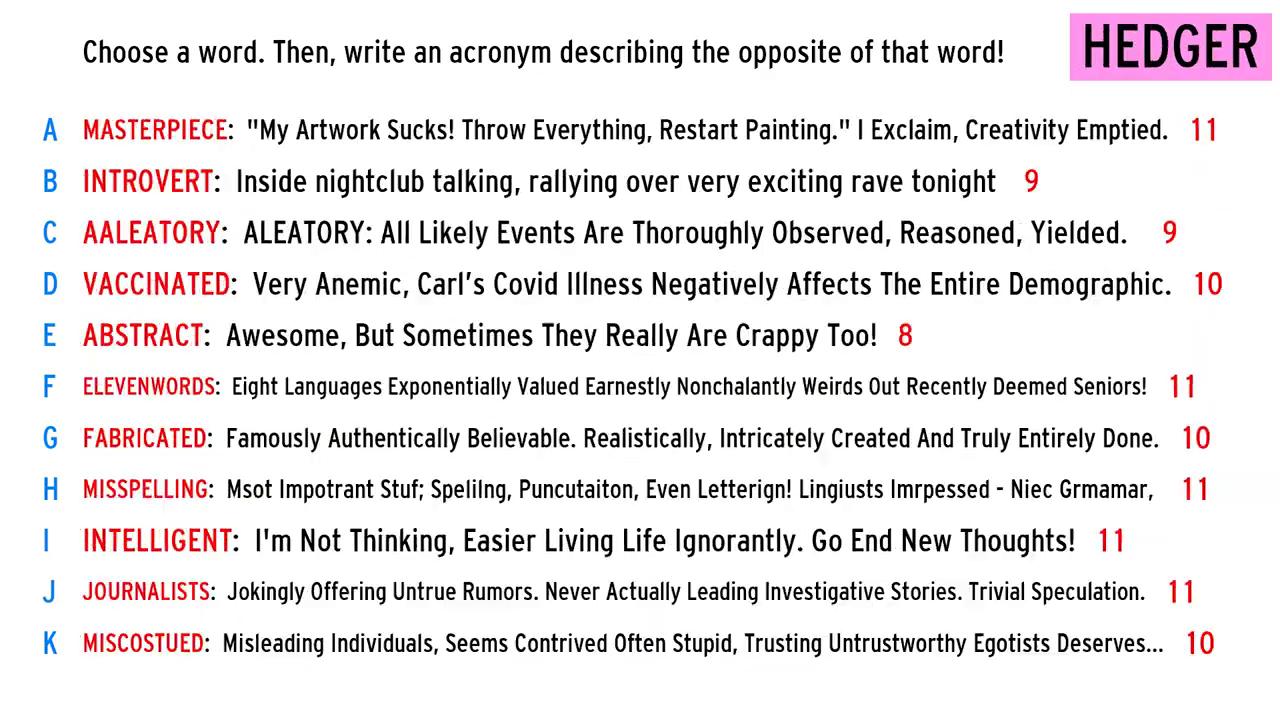 Choose a word. Then, write an acronym describing the opposite of that word!
HEDGER
A MASTERPIECE: "My Artwork Sucks! Throw Everything, Restart Painting." I Exclaim, Creativity Emptied. 11
B INTROVERT: Inside nightclub talking, rallying over very exciting rave tonight 9
C AALEATORY: ALEATORY: All Likely Events Are Thoroughly Observed, Reasoned, Yielded. 9
D VACCINATED: Very Anemic, Carl's Covid Illness Negatively Affects The Entire Demographic. 10
E ABSTRACT: Awesome, But Sometimes They Really Are Crappy Too! 8
F ELEVENWORDS: Eight Languages Exponentially Valued Earnestly Nonchalantly Weirds Out Recently Deemed Seniors! 11
G FABRICATED: Famously Authentically Believable. Realistically, Intricately Created And Truly Entirely Done. 10
H MISSPELLING: Msot Impotrant Stuf; Spelilng, Puncutaiton, Even Letterign! Lingiusts Imrpessed - Niec Grmamar, 11
I INTELLIGENT: I'm Not Thinking, Easier Living Life Ignorantly. Go End New Thoughts! 11
J JOURNALISTS: Jokingly Offering Untrue Rumors. Never Actually Leading Investigative Stories. Trivial Speculation. 11
K MISCOSTUED: Misleading Individuals, Seems Contrived Often Stupid, Trusting Untrustworthy Egotists Deserves... 10